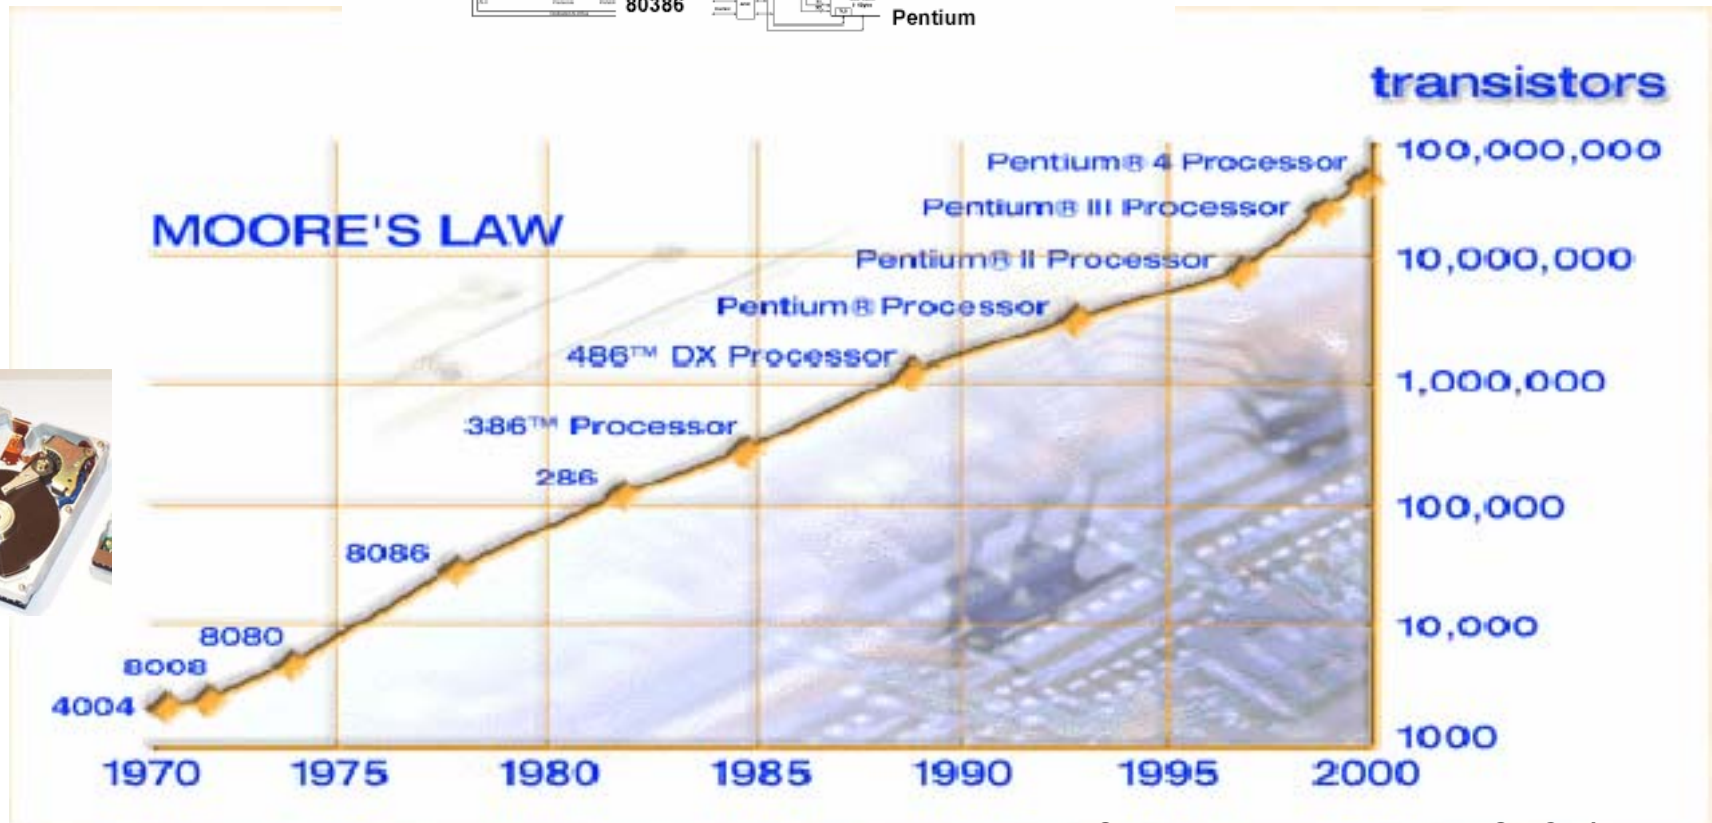 80386
Pentium
transistors
100,000,000
Pentium® 4 Processor
Pentium® III Processor
MOORE'S LAW
Pentium® II Processor
10,000,000
Pentium® Processor
486™ DX Processor
1,000,000
386™ Processor
286
100,000
8086
10,000
8080
8008
4004
1000
1970 1975 1980 1985 1990 1995 2000